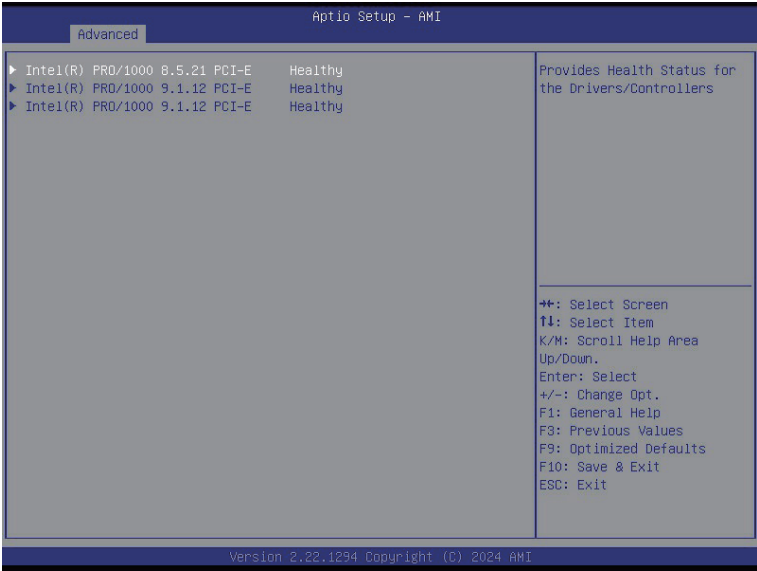 Aptio Setup – AMI
Advanced
▶ Intel(R) PRO/1000 8.5.21 PCI-E Healthy
▶ Intel(R) PRO/1000 9.1.12 PCI-E Healthy
▶ Intel(R) PRO/1000 9.1.12 PCI-E Healthy
Provides Health Status for
the Drivers/Controllers
→←: Select Screen
↑↓: Select Item
K/M: Scroll Help Area
Up/Down.
Enter: Select
+/-: Change Opt.
F1: General Help
F3: Previous Values
F9: Optimized Defaults
F10: Save & Exit
ESC: Exit
Version 2.22.1294 Copyright (C) 2024 AMI